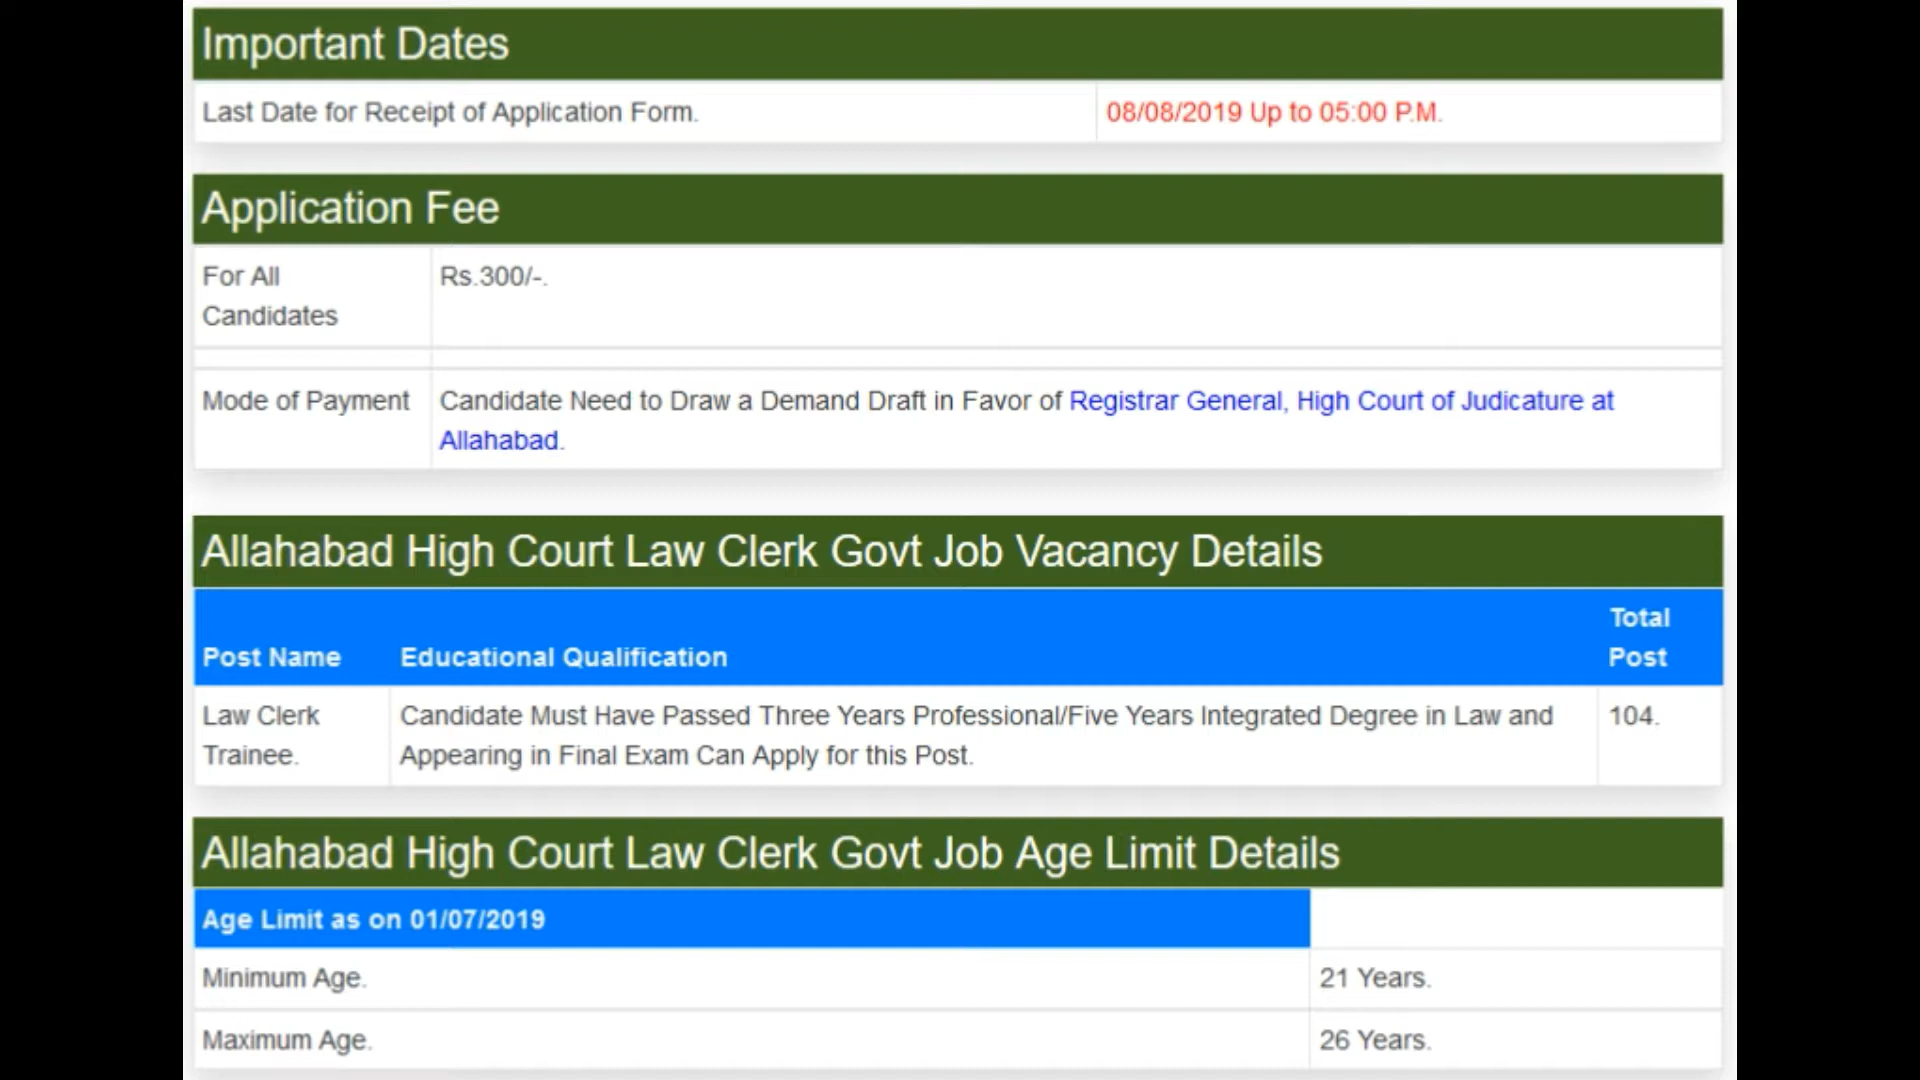 Important Dates
Last Date for Receipt of Application Form. 08/08/2019 Up to 05:00 P.M.
Application Fee
For All Rs.300/-.
Candidates
Mode of Payment Candidate Need to Draw a Demand Draft in Favor of Registrar General, High Court of Judicature at
Allahabad.
Allahabad High Court Law Clerk Govt Job Vacancy Details
Total
Post Name Educational Qualification Post
Law Clerk Candidate Must Have Passed Three Years Professional/Five Years Integrated Degree in Law and 104.
Trainee. Appearing in Final Exam Can Apply for this Post.
Allahabad High Court Law Clerk Govt Job Age Limit Details
Age Limit as on 01/07/2019
Minimum Age. 21 Years.
Maximum Age. 26 Years.